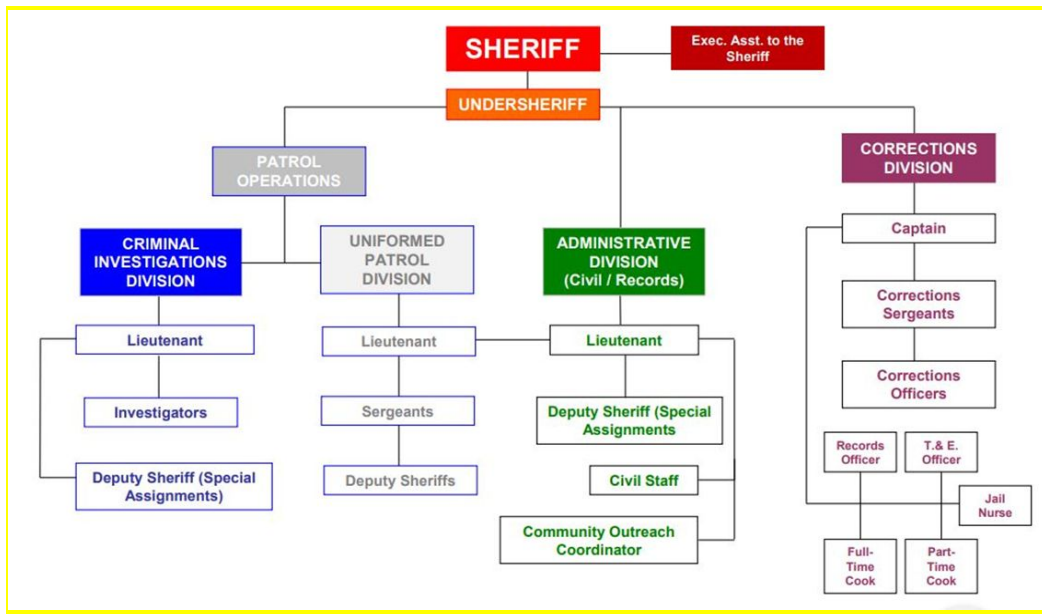 SHERIFF
Exec. Asst. to the
Sheriff
UNDERSHERIFF
PATROL
OPERATIONS
CORRECTIONS
DIVISION
CRIMINAL
INVESTIGATIONS
DIVISION
UNIFORMED
PATROL
DIVISION
ADMINISTRATIVE
DIVISION
(Civil / Records)
Captain
Corrections
Sergeants
Lieutenant
Lieutenant
Lieutenant
Corrections
Officers
Investigators
Sergeants
Deputy Sheriff (Special
Assignments
Records
Officer
T.& E.
Officer
Deputy Sheriff (Special
Assignments)
Deputy Sheriffs
Civil Staff
Jail
Nurse
Community Outreach
Coordinator
Full-
Time
Cook
Part-
Time
Cook